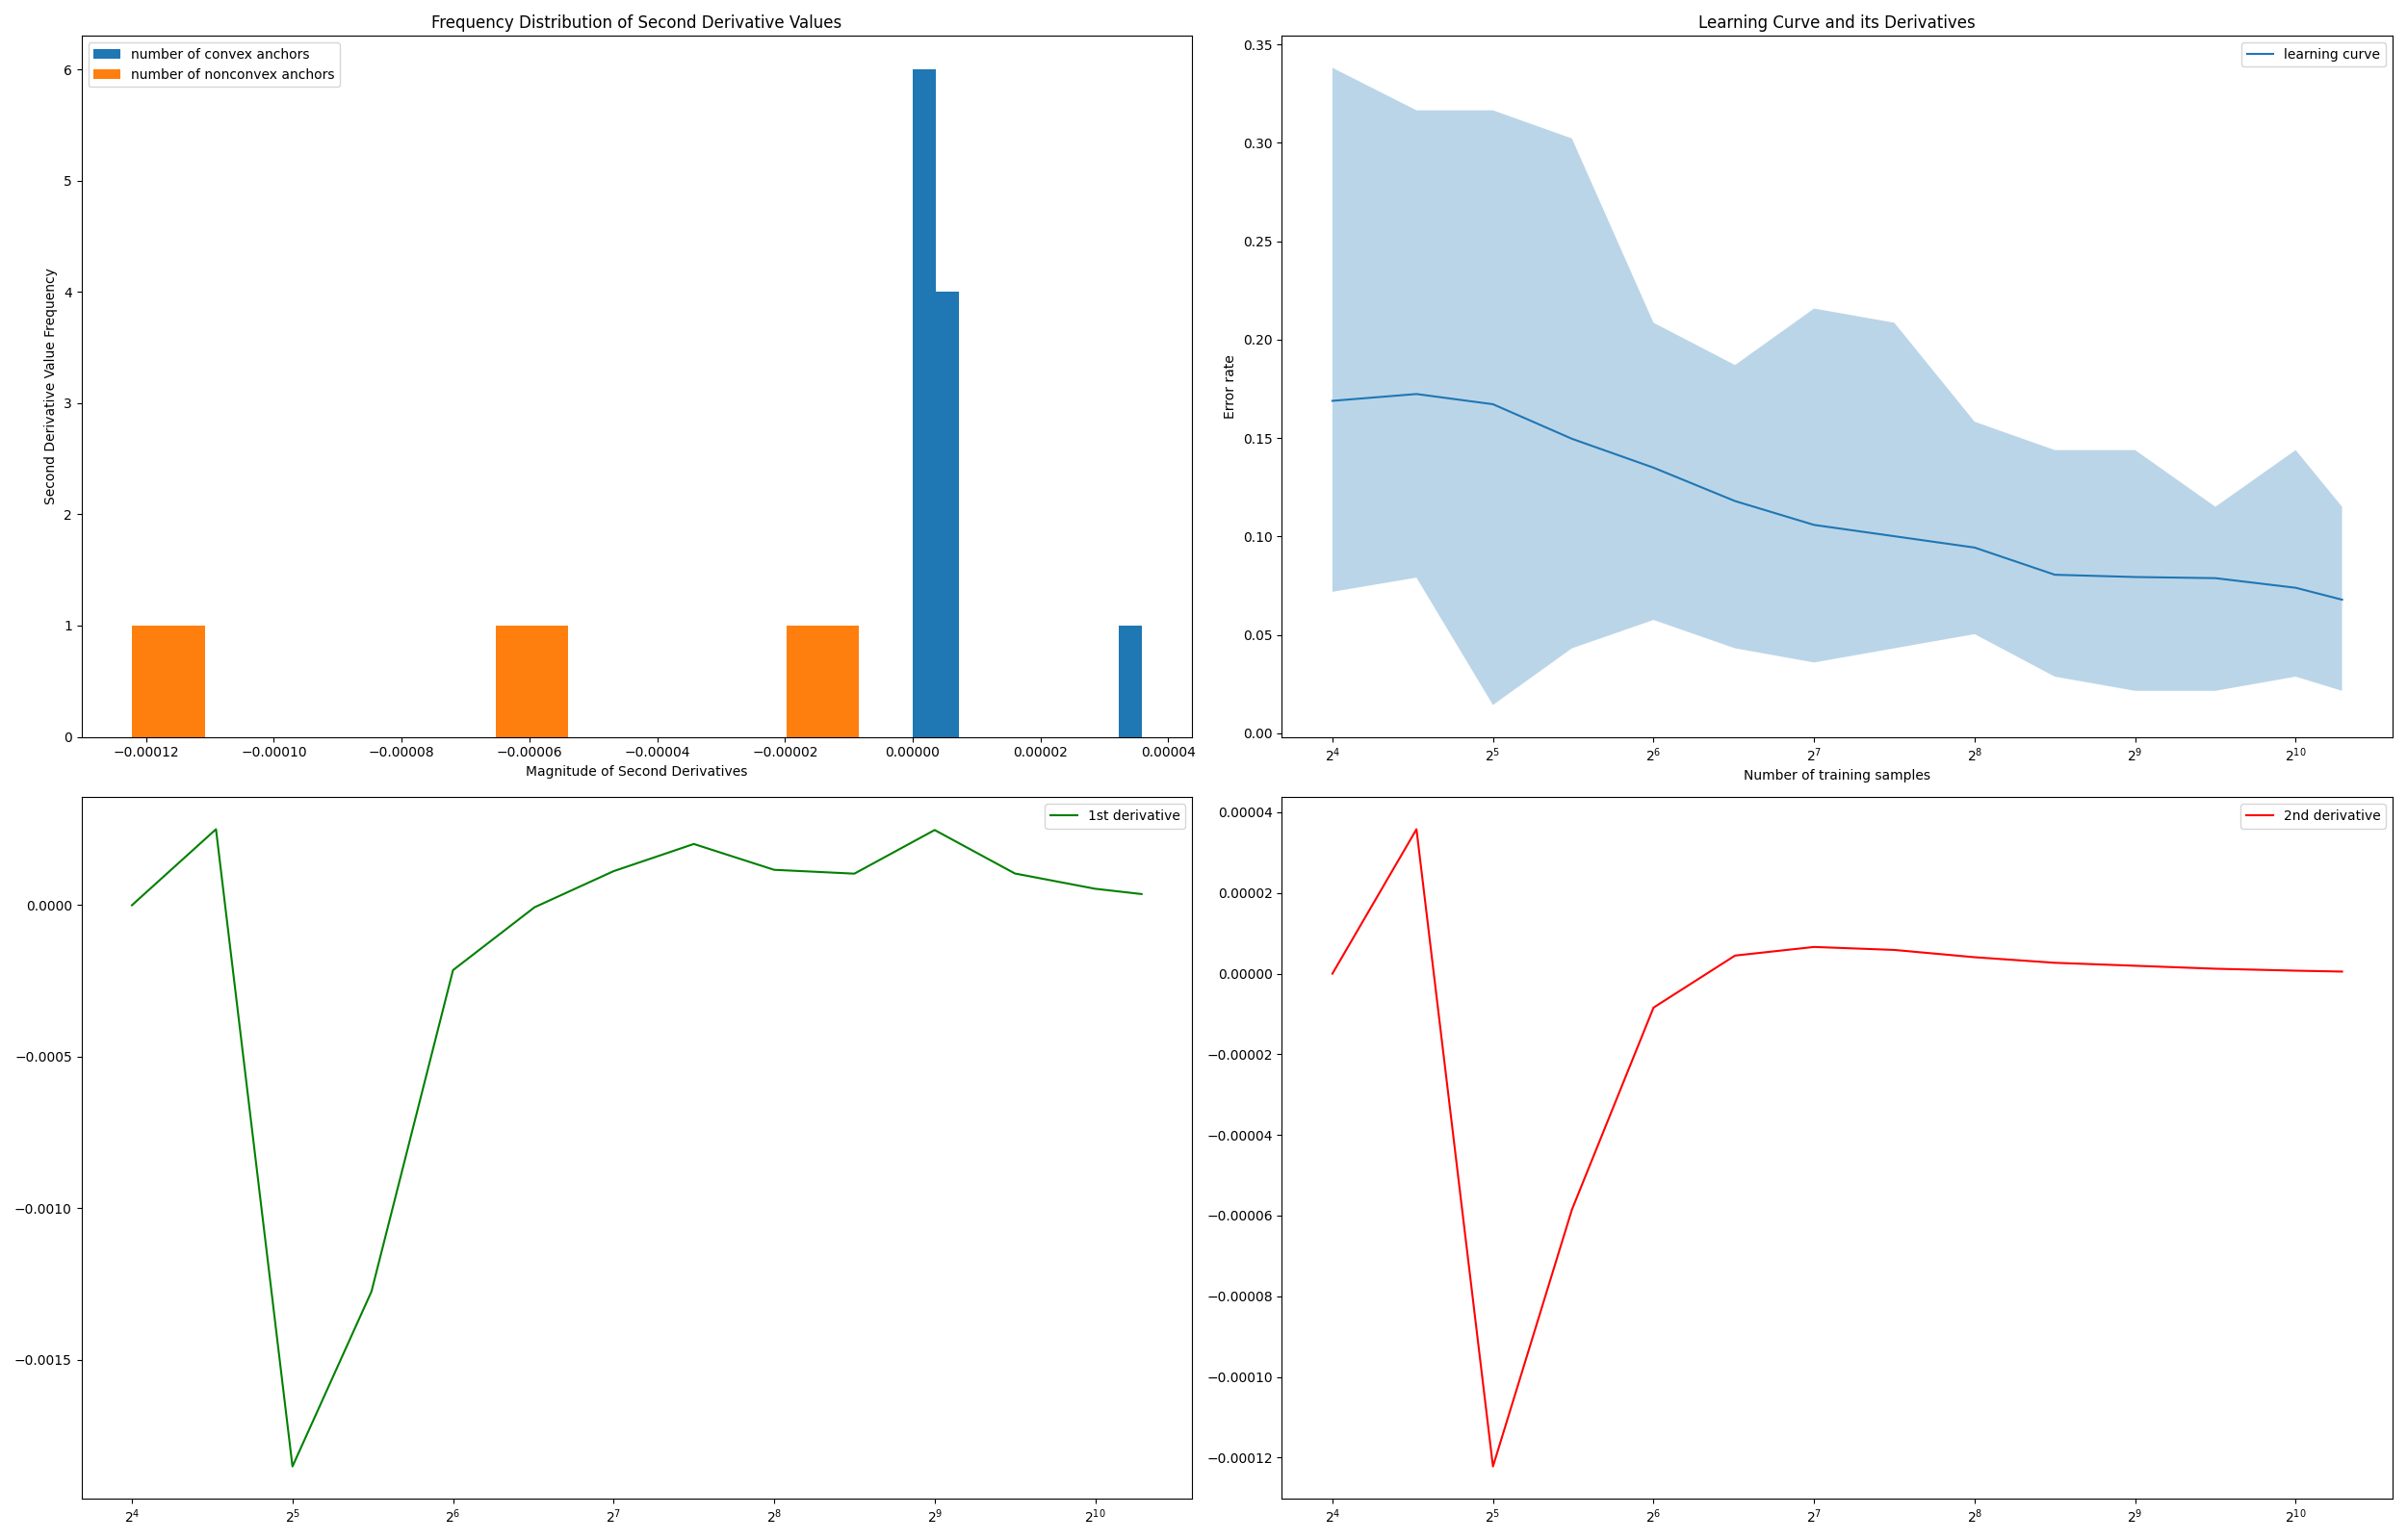 Frequency Distribution of Second Derivative Values
number of convex anchors
number of nonconvex anchors
Second Derivative Value Frequency
6
5
4
3
2
1
0
−0.00012 −0.00010 −0.00008 −0.00006 −0.00004 −0.00002 0.00000 0.00002 0.00004
Magnitude of Second Derivatives
Learning Curve and its Derivatives
learning curve
Error rate
0.35
0.30
0.25
0.20
0.15
0.10
0.05
0.00
2⁴ 2⁵ 2⁶ 2⁷ 2⁸ 2⁹ 2¹⁰
Number of training samples
1st derivative
0.0000
−0.0005
−0.0010
−0.0015
2⁴ 2⁵ 2⁶ 2⁷ 2⁸ 2⁹ 2¹⁰
2nd derivative
0.00004
0.00002
0.00000
−0.00002
−0.00004
−0.00006
−0.00008
−0.00010
−0.00012
2⁴ 2⁵ 2⁶ 2⁷ 2⁸ 2⁹ 2¹⁰